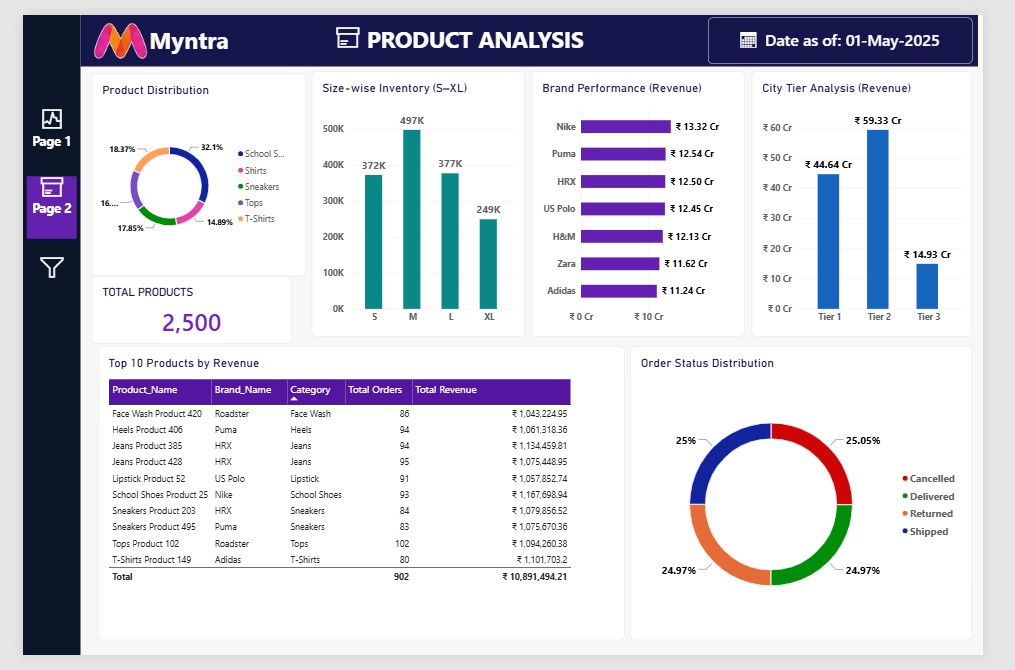 Myntra
PRODUCT ANALYSIS
Date as of: 01-May-2025
Page 1
Page 2
Product Distribution
18.37%
32.1%
16....
17.85%
14.89%
School S...
Shirts
Sneakers
Tops
T-Shirts
TOTAL PRODUCTS
2,500
Size-wise Inventory (S–XL)
500K
400K
300K
200K
100K
0K
372K
497K
377K
249K
S M L XL
Brand Performance (Revenue)
Nike ₹ 13.32 Cr
Puma ₹ 12.54 Cr
HRX ₹ 12.50 Cr
US Polo ₹ 12.45 Cr
H&M ₹ 12.13 Cr
Zara ₹ 11.62 Cr
Adidas ₹ 11.24 Cr
₹ 0 Cr ₹ 10 Cr
City Tier Analysis (Revenue)
₹ 60 Cr
₹ 50 Cr
₹ 40 Cr
₹ 30 Cr
₹ 20 Cr
₹ 10 Cr
₹ 0 Cr
₹ 44.64 Cr
₹ 59.33 Cr
₹ 14.93 Cr
Tier 1 Tier 2 Tier 3
Top 10 Products by Revenue
Product_Name Brand_Name Category Total Orders Total Revenue
Face Wash Product 420 Roadster Face Wash 86 ₹ 1,043,224.95
Heels Product 406 Puma Heels 94 ₹ 1,061,318.36
Jeans Product 385 HRX Jeans 94 ₹ 1,134,459.81
Jeans Product 428 HRX Jeans 95 ₹ 1,075,448.95
Lipstick Product 52 US Polo Lipstick 91 ₹ 1,057,852.74
School Shoes Product 25 Nike School Shoes 93 ₹ 1,167,698.94
Sneakers Product 203 HRX Sneakers 84 ₹ 1,079,856.52
Sneakers Product 495 Puma Sneakers 83 ₹ 1,075,670.36
Tops Product 102 Roadster Tops 102 ₹ 1,094,260.38
T-Shirts Product 149 Adidas T-Shirts 80 ₹ 1,101,703.2
Total 902 ₹ 10,891,494.21
Order Status Distribution
25%
25.05%
24.97%
24.97%
Cancelled
Delivered
Returned
Shipped